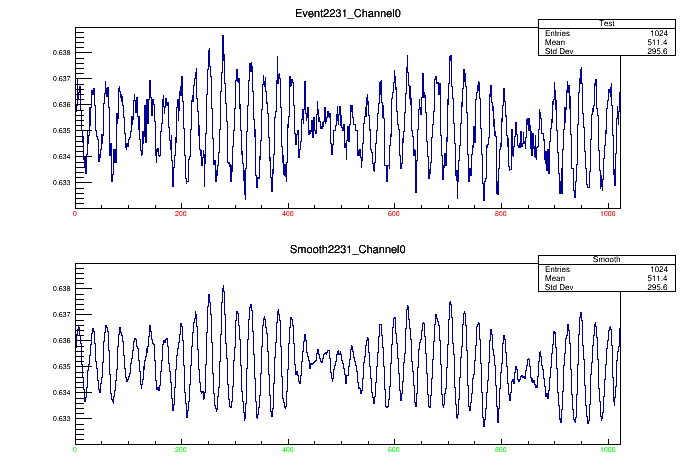 Event2231_Channel0
Test
Entries 1024
Mean 511.4
Std Dev 295.6
0.638
0.637
0.636
0.635
0.634
0.633
0 200 400 600 800 1000
Smooth2231_Channel0
Smooth
Entries 1024
Mean 511.4
Std Dev 295.6
0.638
0.637
0.636
0.635
0.634
0.633
0 200 400 600 800 1000